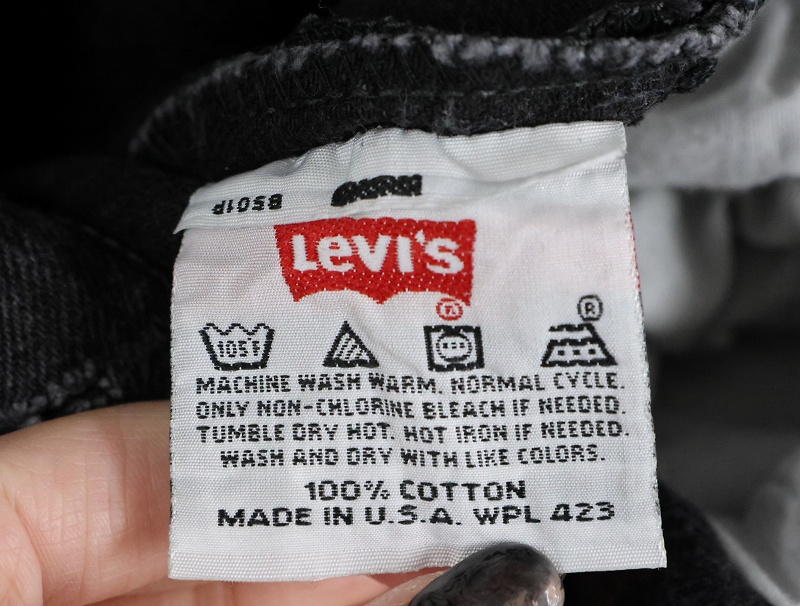 Levi's
®
105°F
®
MACHINE WASH WARM. NORMAL CYCLE.
ONLY NON-CHLORINE BLEACH IF NEEDED.
TUMBLE DRY HOT. HOT IRON IF NEEDED.
WASH AND DRY WITH LIKE COLORS.
100% COTTON
MADE IN U.S.A. WPL 423